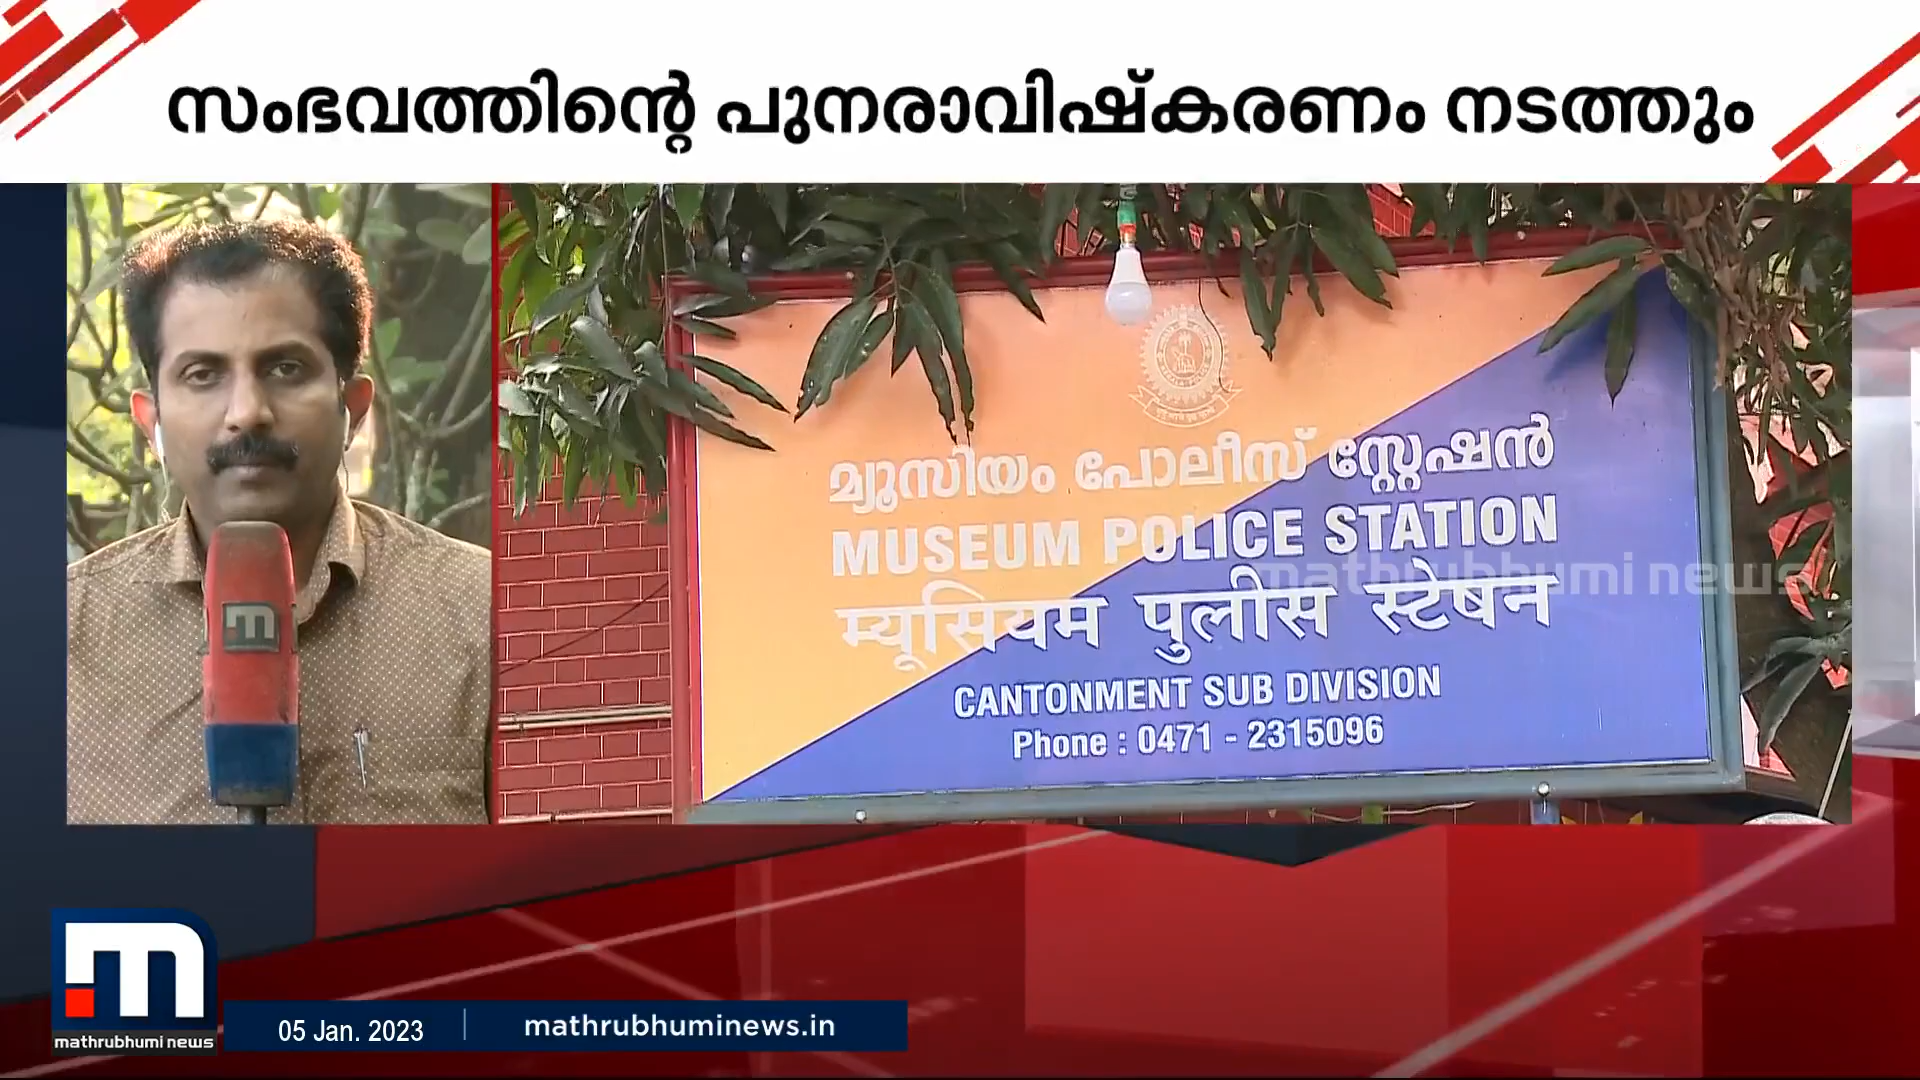 സംഭവത്തിന്റെ പുനരാവിഷ്കരണം നടത്തും
മ്യൂസിയം പോലീസ് സ്റ്റേഷൻ
MUSEUM POLICE STATION
mathrubhumi news
म्यूसियम पुलीस स्टेषन
CANTONMENT SUB DIVISION
Phone : 0471 - 2315096
mathrubhumi news
05 Jan. 2023
mathrubhuminews.in